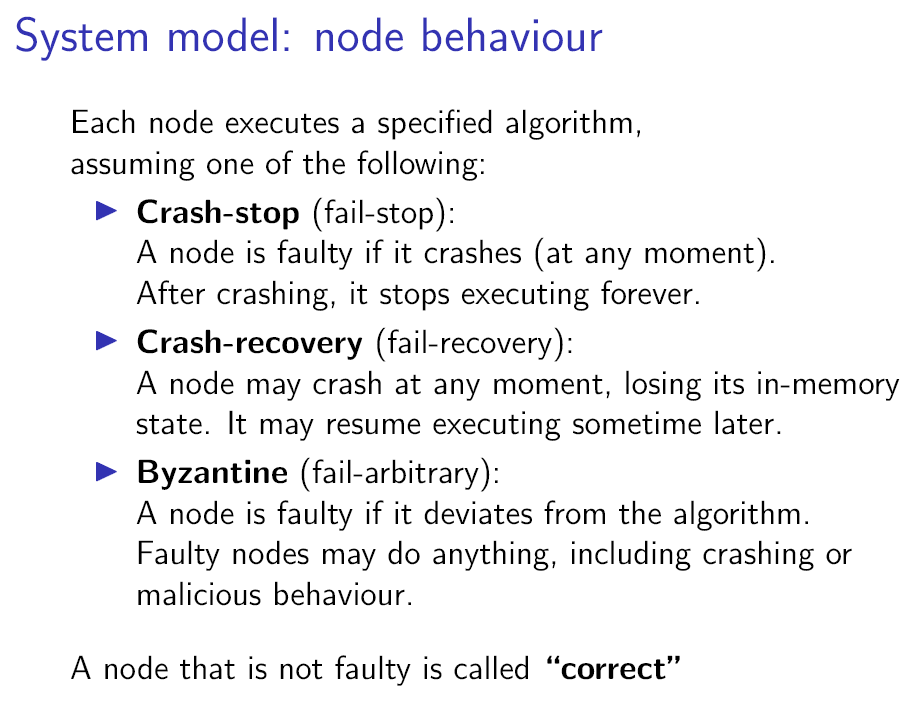 System model: node behaviour
Each node executes a specified algorithm,
assuming one of the following:
▶ Crash-stop (fail-stop):
A node is faulty if it crashes (at any moment).
After crashing, it stops executing forever.
▶ Crash-recovery (fail-recovery):
A node may crash at any moment, losing its in-memory
state. It may resume executing sometime later.
▶ Byzantine (fail-arbitrary):
A node is faulty if it deviates from the algorithm.
Faulty nodes may do anything, including crashing or
malicious behaviour.
A node that is not faulty is called “correct”